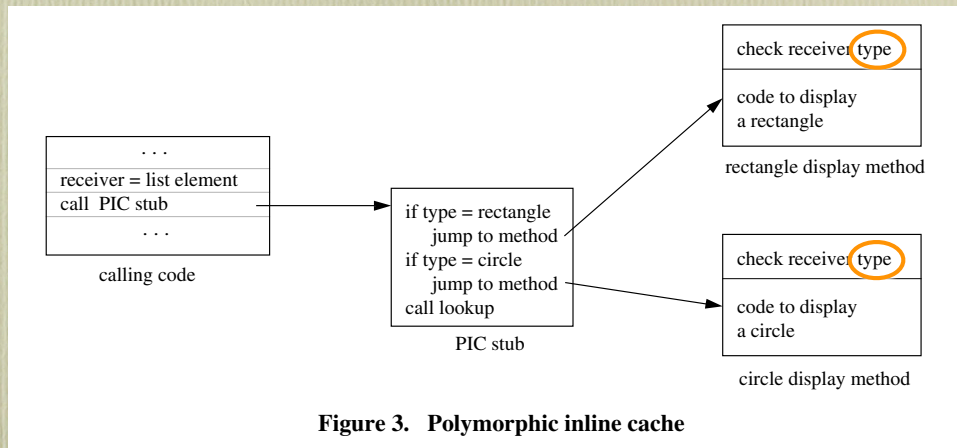 . . .
receiver = list element
call PIC stub
. . .
calling code
if type = rectangle
jump to method
if type = circle
jump to method
call lookup
PIC stub
check receiver type
code to display
a rectangle
rectangle display method
check receiver type
code to display
a circle
circle display method
Figure 3. Polymorphic inline cache